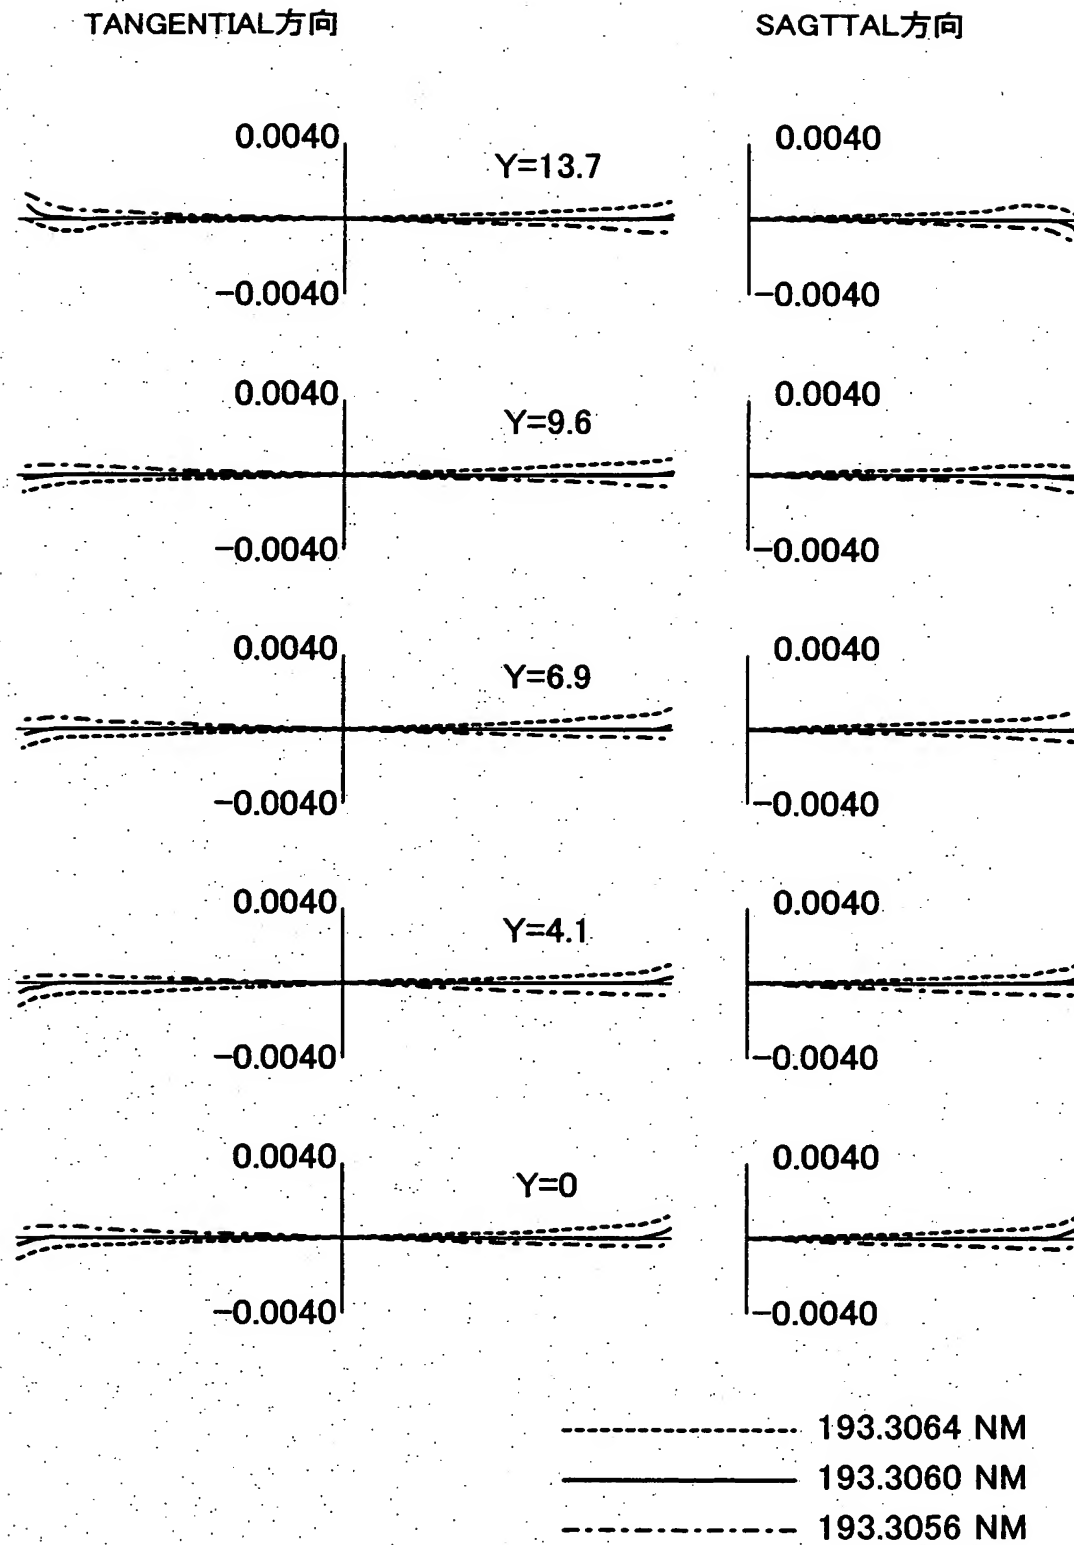 TANGENTIAL方向 SAGTTAL方向
0.0040 Y=13.7 0.0040
-0.0040 -0.0040
0.0040 Y=9.6 0.0040
-0.0040 -0.0040
0.0040 Y=6.9 0.0040
-0.0040 -0.0040
0.0040 Y=4.1 0.0040
-0.0040 -0.0040
0.0040 Y=0 0.0040
-0.0040 -0.0040
193.3064 NM
193.3060 NM
193.3056 NM